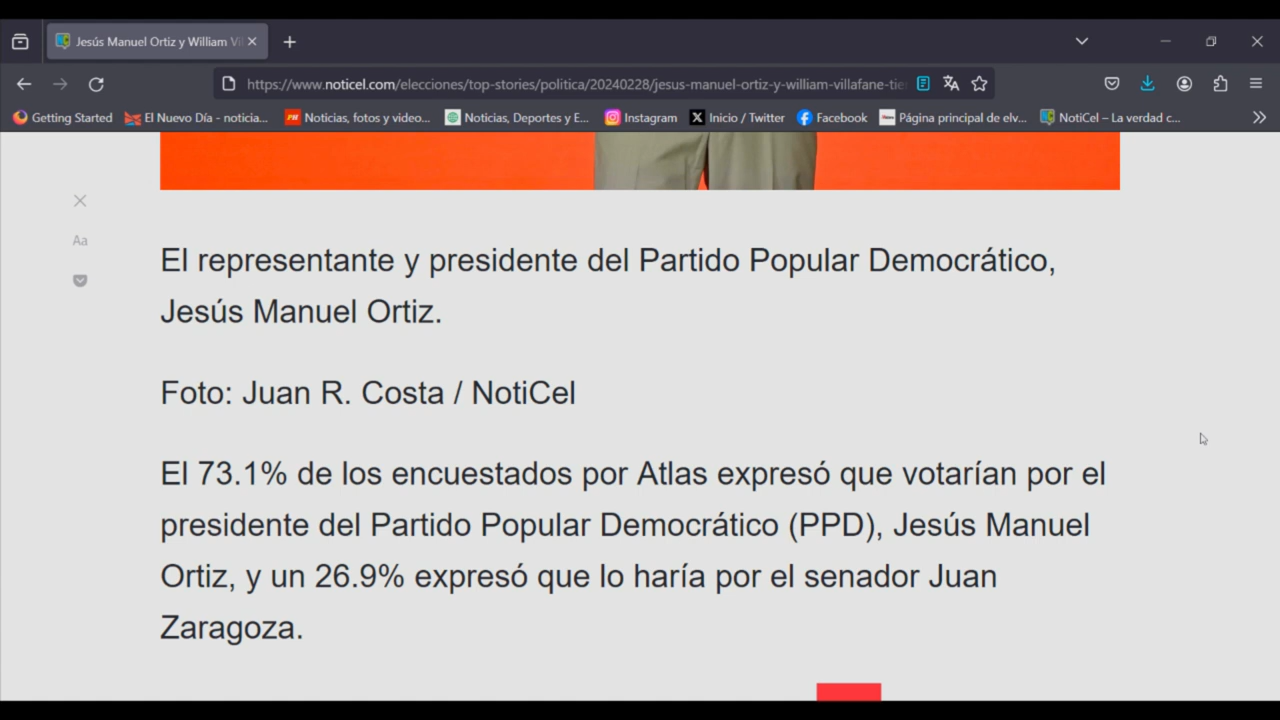 Jesús Manuel Ortiz y William Vi
https://www.noticel.com/elecciones/top-stories/politica/20240228/jesus-manuel-ortiz-y-william-villafane-tie
Getting Started El Nuevo Día - noticia... Noticias, fotos y video... Noticias, Deportes y E... Instagram Inicio / Twitter Facebook Página principal de elv... NotiCel – La verdad c...
Aa
El representante y presidente del Partido Popular Democrático,
Jesús Manuel Ortiz.
Foto: Juan R. Costa / NotiCel
El 73.1% de los encuestados por Atlas expresó que votarían por el
presidente del Partido Popular Democrático (PPD), Jesús Manuel
Ortiz, y un 26.9% expresó que lo haría por el senador Juan
Zaragoza.